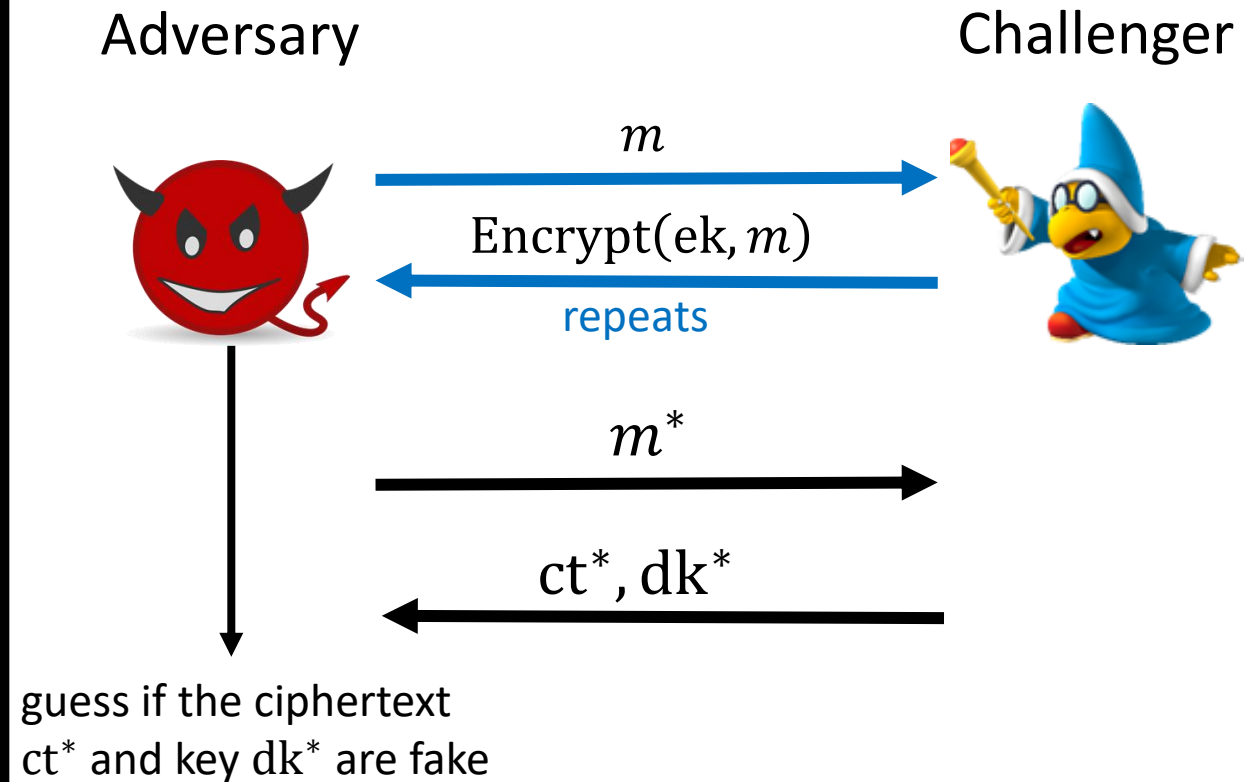 Adversary
Challenger
m
Encrypt(ek, m)
repeats
m*
ct*, dk*
guess if the ciphertext
ct* and key dk* are fake